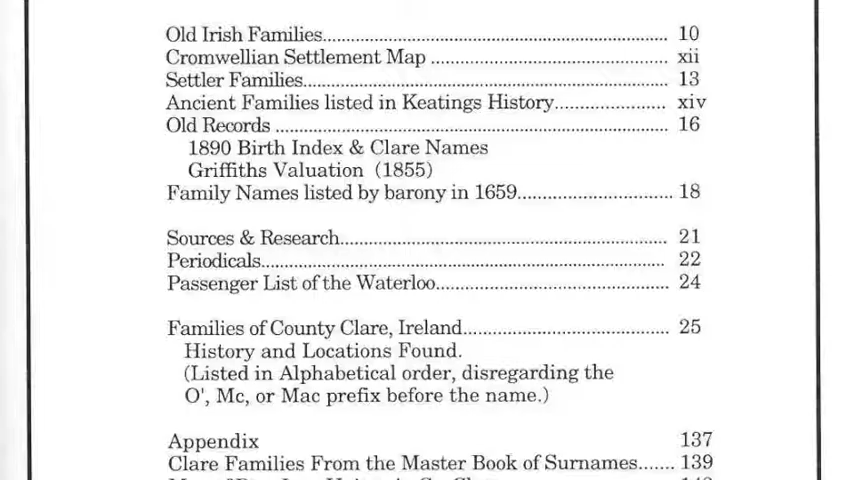 Old Irish Families............................................................... 10
Cromwellian Settlement Map ........................................... xii
Settler Families.................................................................. 13
Ancient Families listed in Keatings History.................... xiv
Old Records ....................................................................... 16
1890 Birth Index & Clare Names
Griffiths Valuation (1855)
Family Names listed by barony in 1659............................ 18
Sources & Research........................................................... 21
Periodicals......................................................................... 22
Passenger List of the Waterloo.......................................... 24
Families of County Clare, Ireland..................................... 25
History and Locations Found.
(Listed in Alphabetical order, disregarding the
O', Mc, or Mac prefix before the name.)
Appendix 137
Clare Families From the Master Book of Surnames....... 139